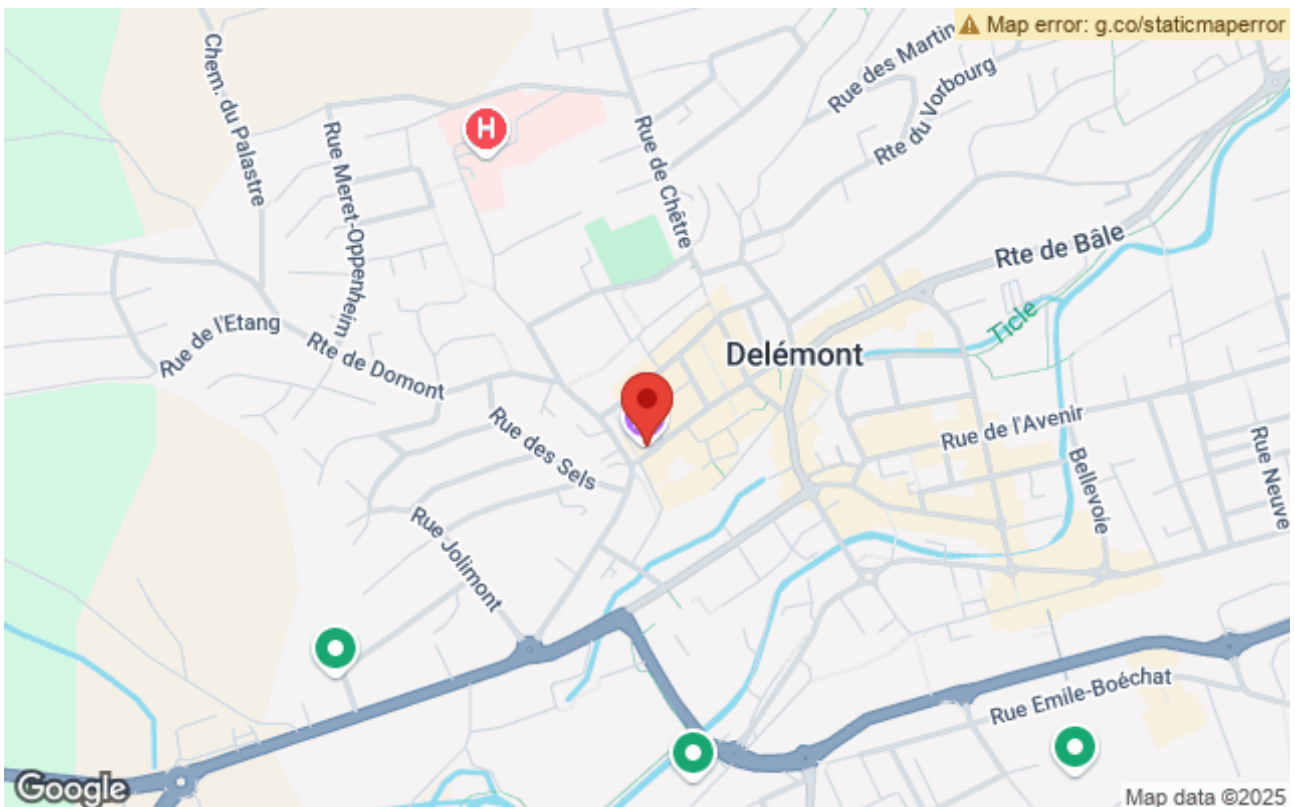 Map error: g.co/staticmaperror
Chem. du Palastre
Rue Meret-Oppenheim
H
Rue de Chêtre
Rue des Martin
Rte du Vorbourg
Rte de Bâle
Ticle
Rue de l'Etang
Rte de Domont
Delémont
Rue des Sels
Rue de l'Avenir
Bellevoie
Rue Neuve
Rue Jolimont
Rue Emile-Boéchat
Google
Map data ©2025